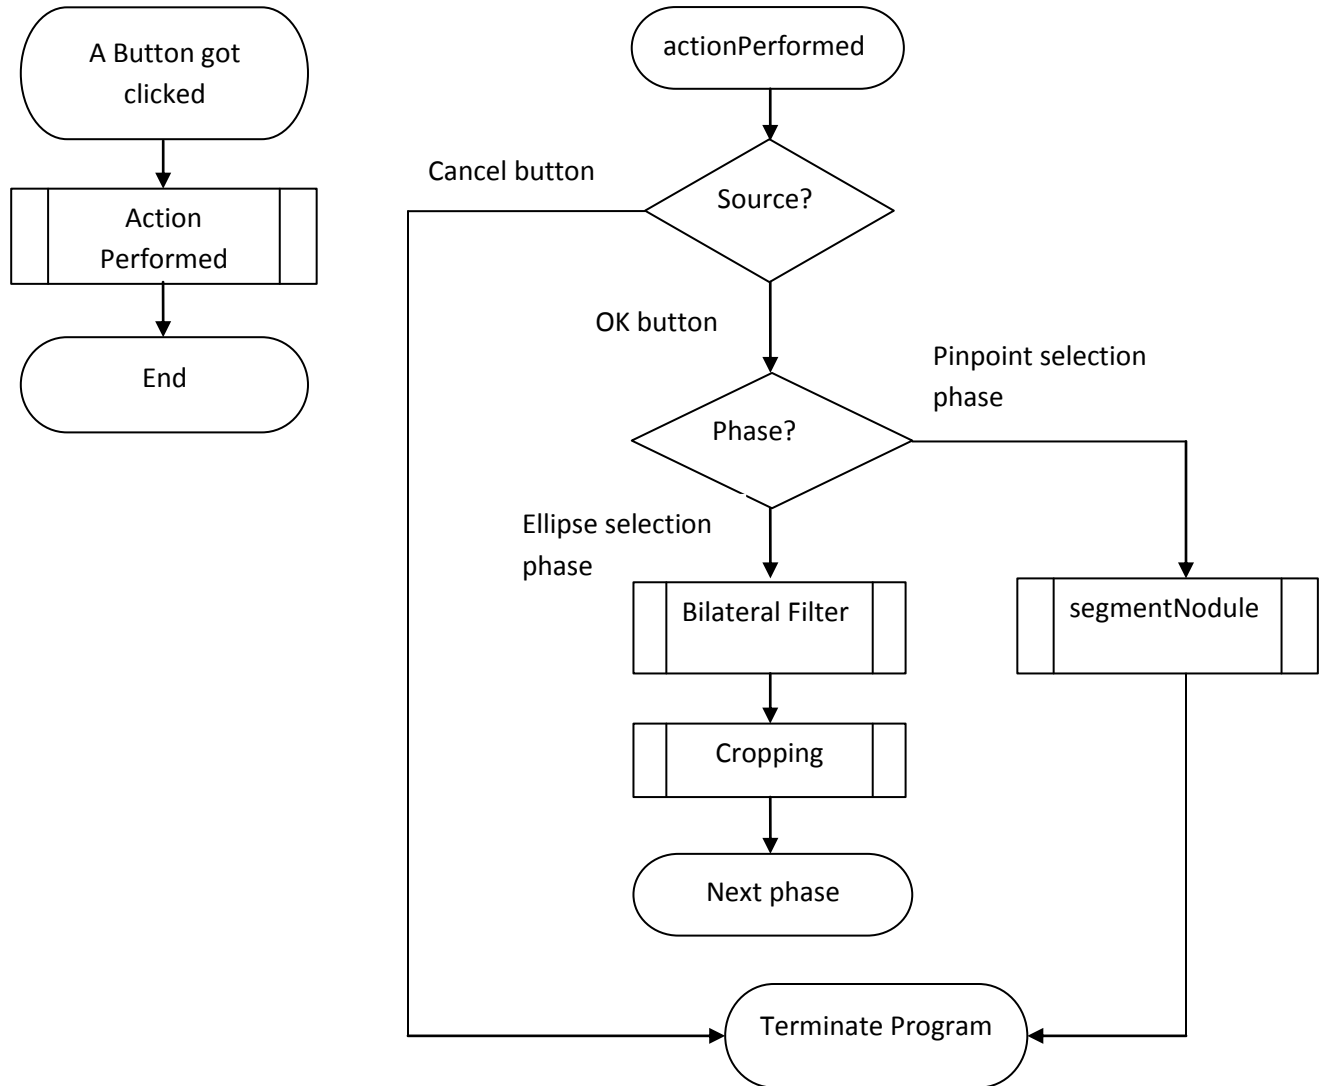 A Button got
clicked
Action
Performed
End
actionPerformed
Source?
Cancel button
OK button
Phase?
Pinpoint selection
phase
Ellipse selection
phase
Bilateral Filter
segmentNodule
Cropping
Next phase
Terminate Program